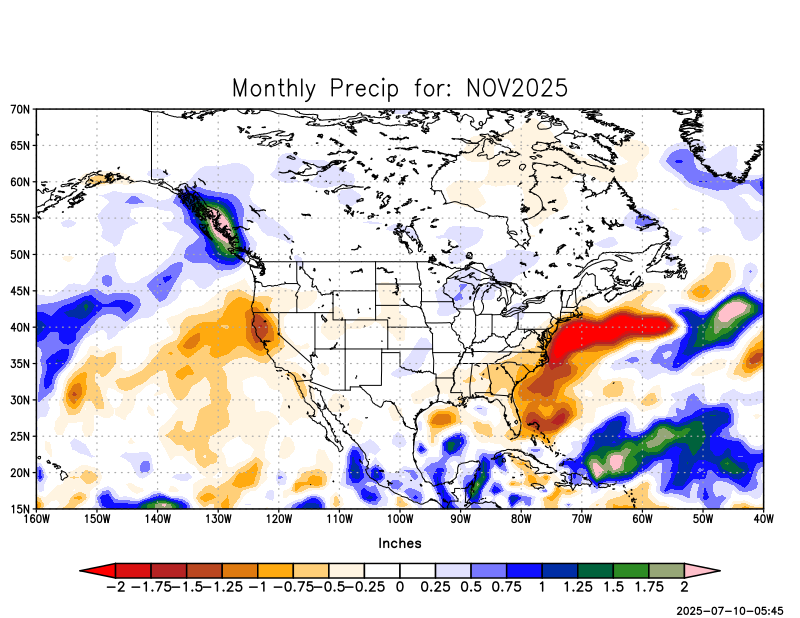 Monthly Precip for: NOV2025
70N
65N
60N
55N
50N
45N
40N
35N
30N
25N
20N
15N
160W 150W 140W 130W 120W 110W 100W 90W 80W 70W 60W 50W 40W
Inches
-2 -1.75 -1.5 -1.25 -1 -0.75 -0.5 -0.25 0 0.25 0.5 0.75 1 1.25 1.5 1.75 2
2025-07-10-05:45